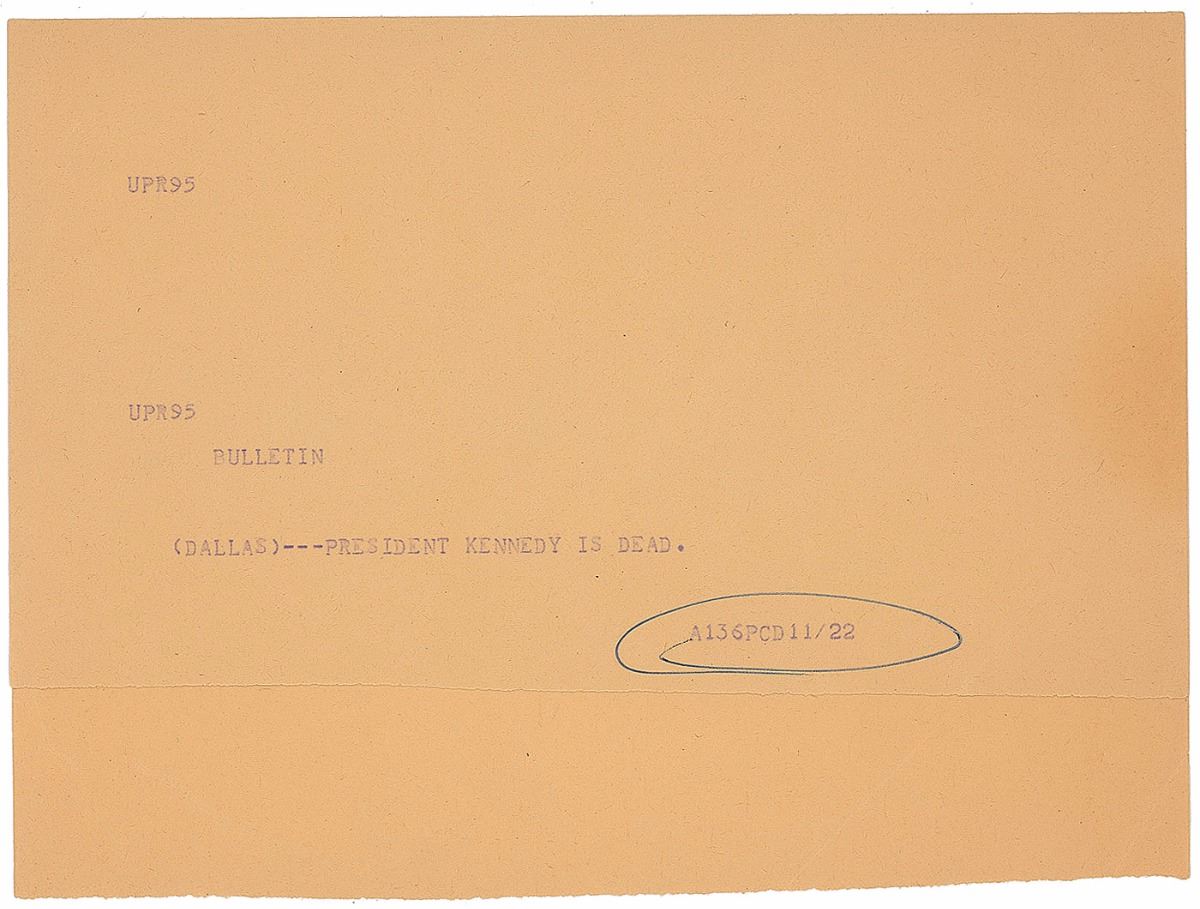 UPR95
UPR95
BULLETIN
(DALLAS)---PRESIDENT KENNEDY IS DEAD.
A136PCD11/22